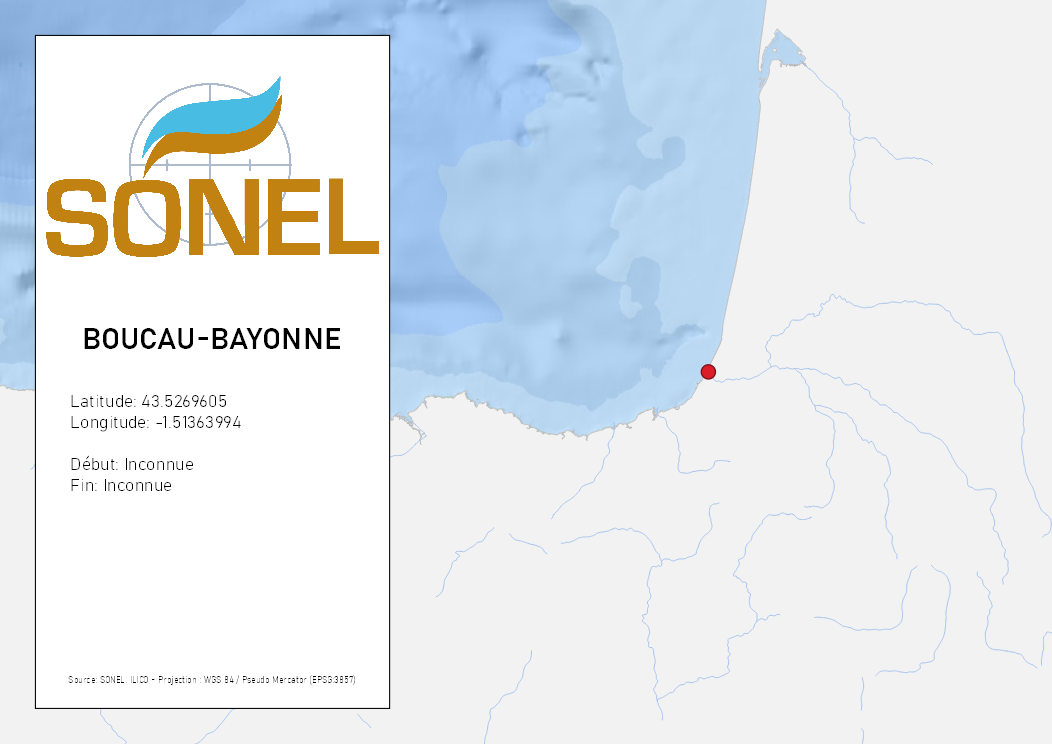 SONEL
BOUCAU-BAYONNE
Latitude: 43.5269605
Longitude: -1.51363994
Début: Inconnue
Fin: Inconnue
Source: SONEL, ILICO - Projection : WGS 84 / Pseudo Mercator (EPSG:3857)